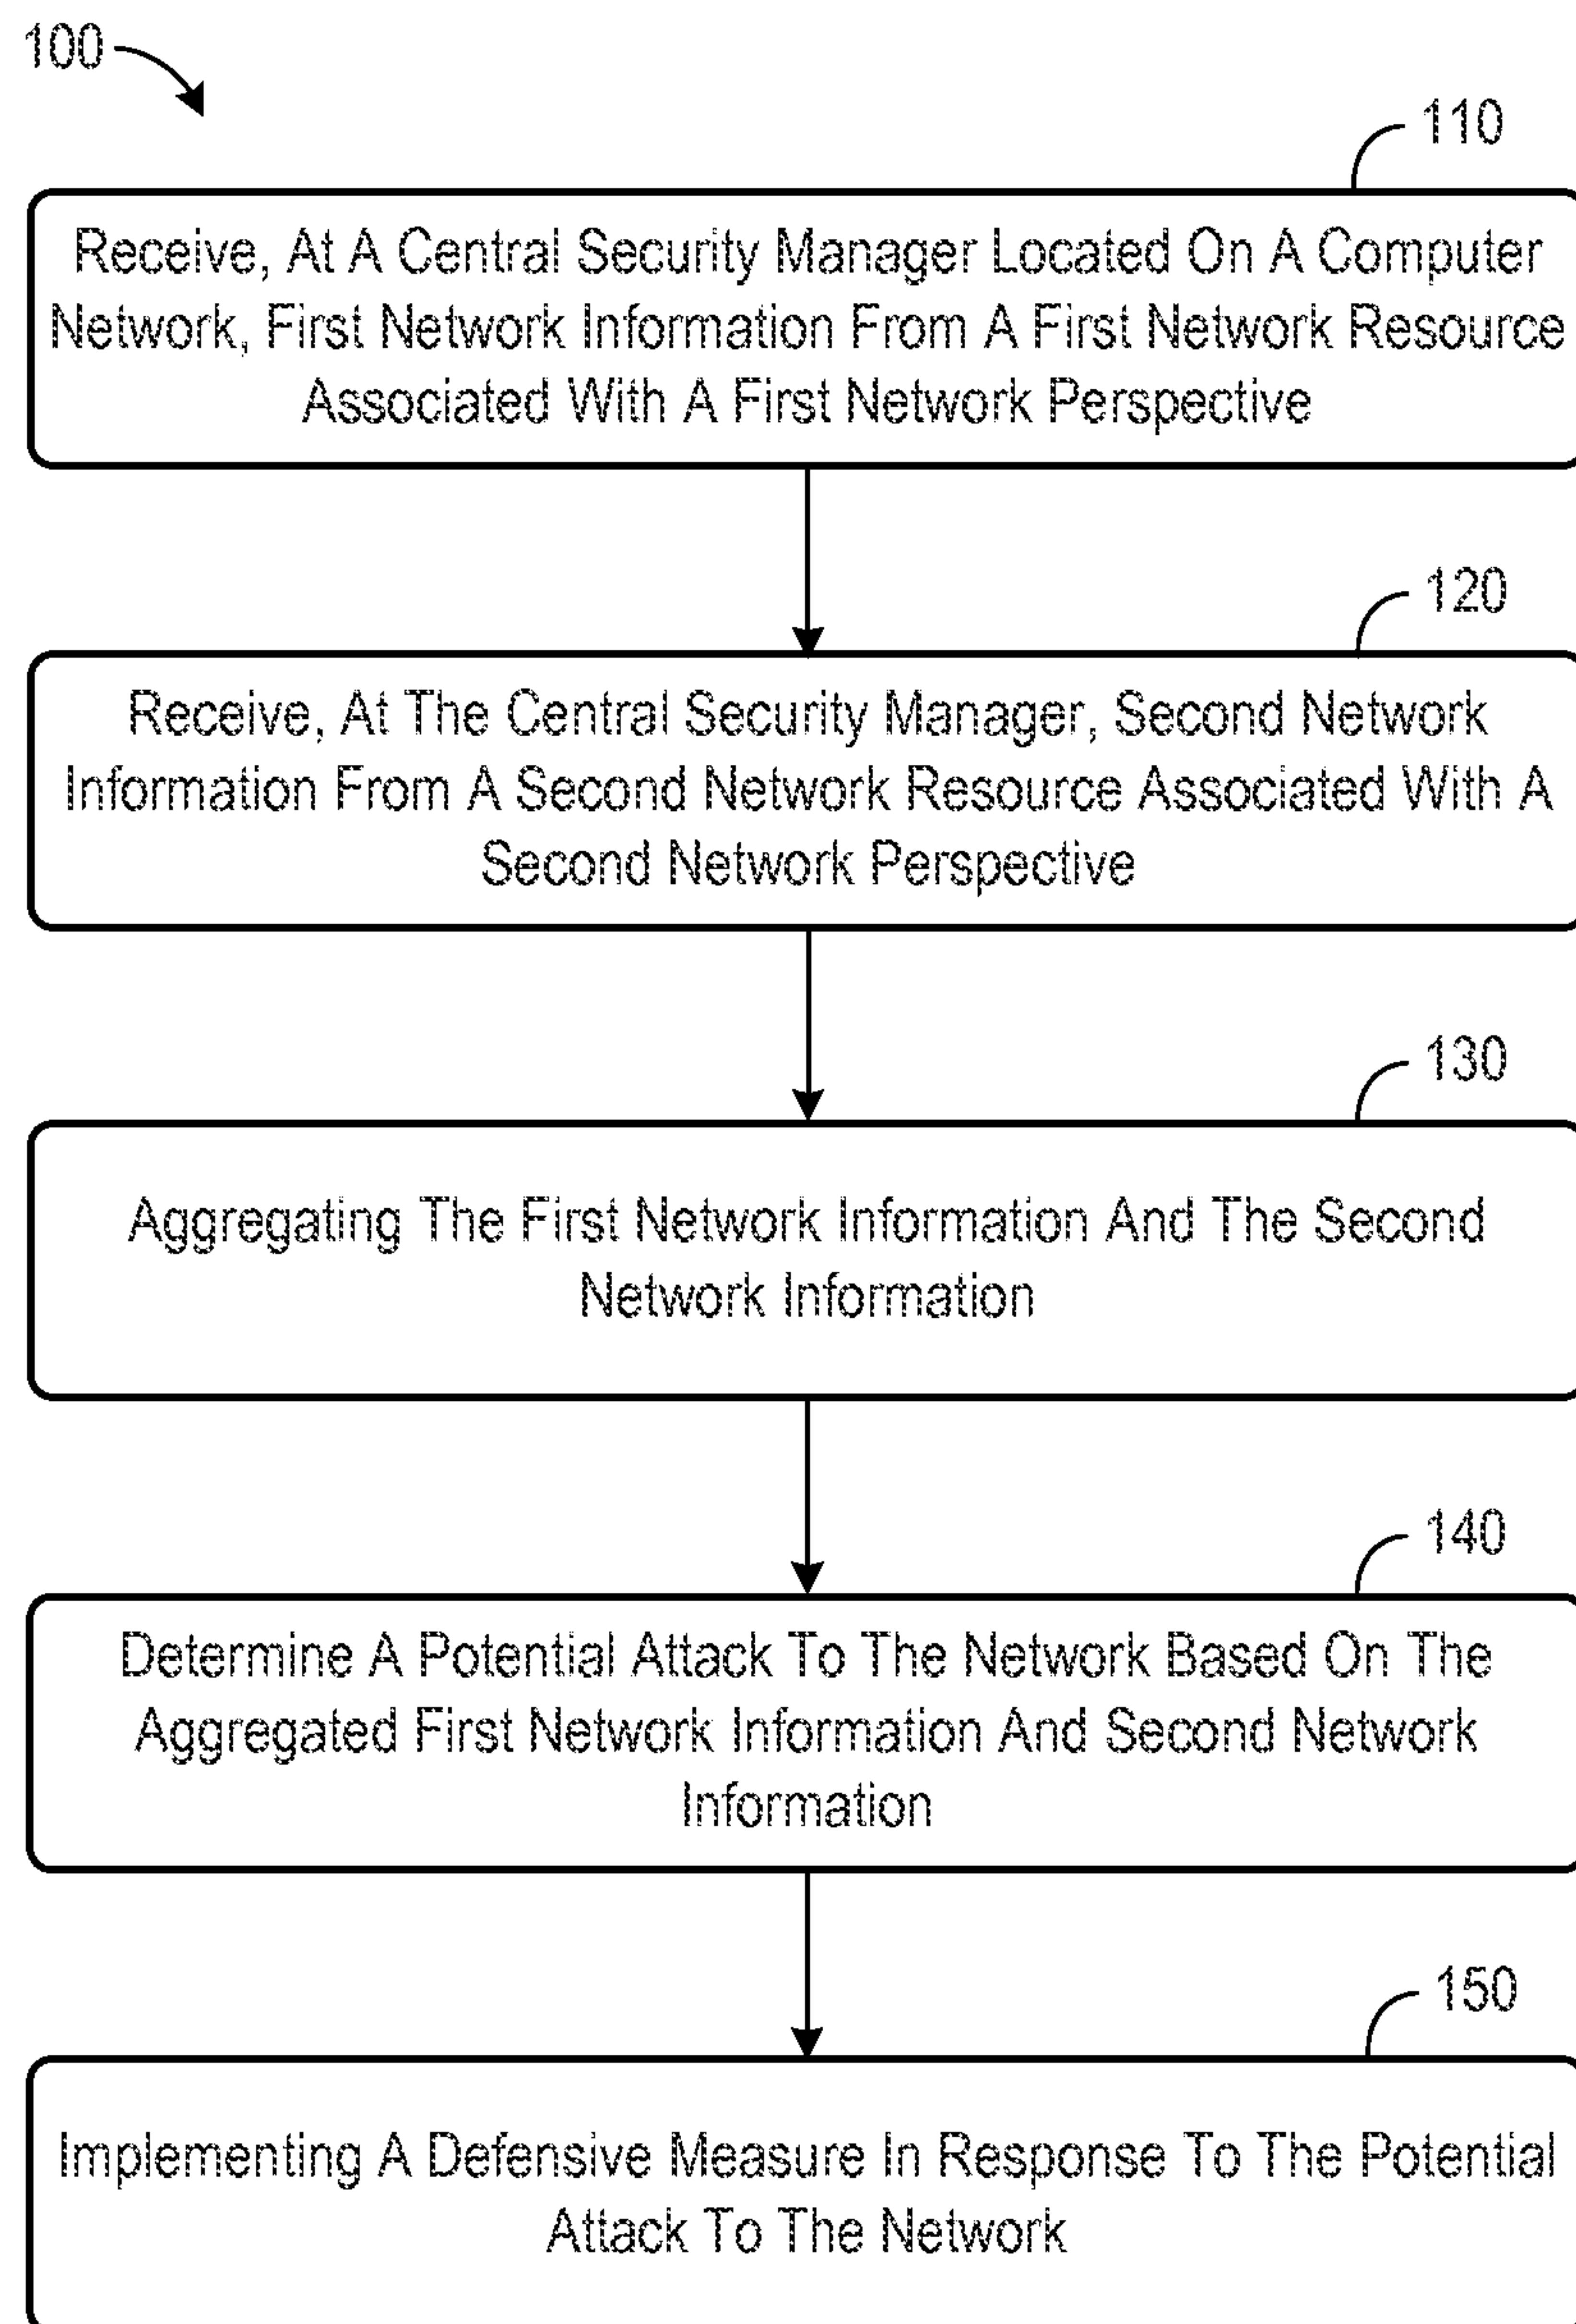 100
110
Receive, At A Central Security Manager Located On A Computer
Network, First Network Information From A First Network Resource
Associated With A First Network Perspective
120
Receive, At The Central Security Manager, Second Network
Information From A Second Network Resource Associated With A
Second Network Perspective
130
Aggregating The First Network Information And The Second
Network Information
140
Determine A Potential Attack To The Network Based On The
Aggregated First Network Information And Second Network
Information
150
Implementing A Defensive Measure In Response To The Potential
Attack To The Network